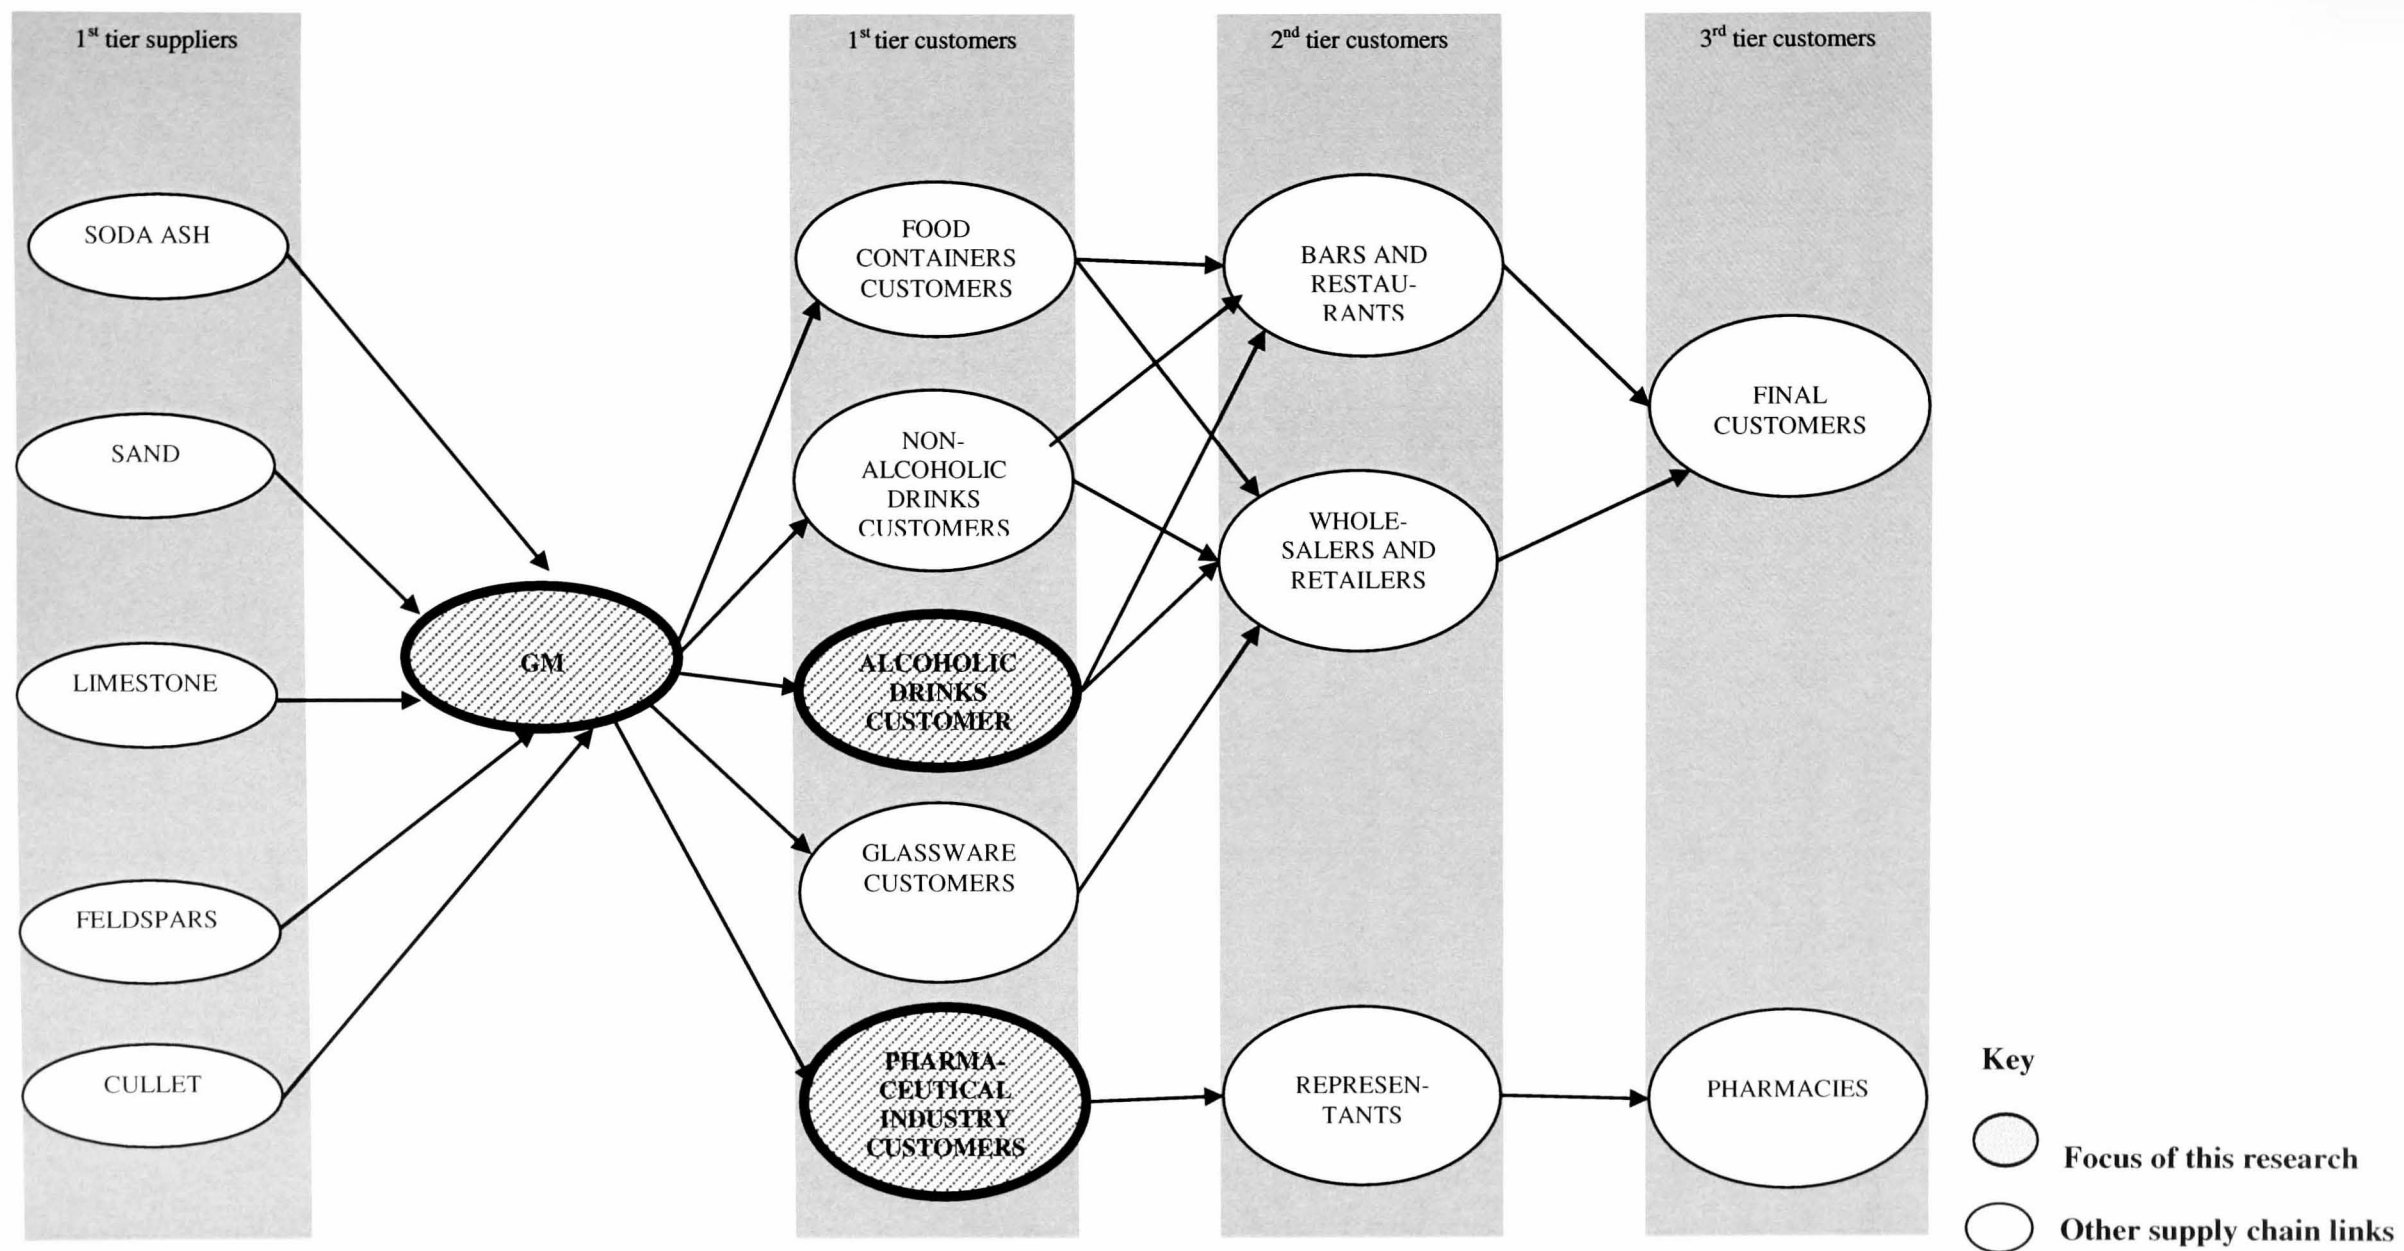 1st tier suppliers
1st tier customers
2nd tier customers
3rd tier customers
SODA ASH
SAND
LIMESTONE
FELDSPARS
CULLET
GM
FOOD
CONTAINERS
CUSTOMERS
NON-
ALCOHOLIC
DRINKS
CUSTOMERS
ALCOHOLIC
DRINKS
CUSTOMER
GLASSWARE
CUSTOMERS
PHARMA-
CEUTICAL
INDUSTRY
CUSTOMERS
BARS AND
RESTAU-
RANTS
WHOLE-
SALERS AND
RETAILERS
REPRESEN-
TANTS
FINAL
CUSTOMERS
PHARMACIES
Key
Focus of this research
Other supply chain links